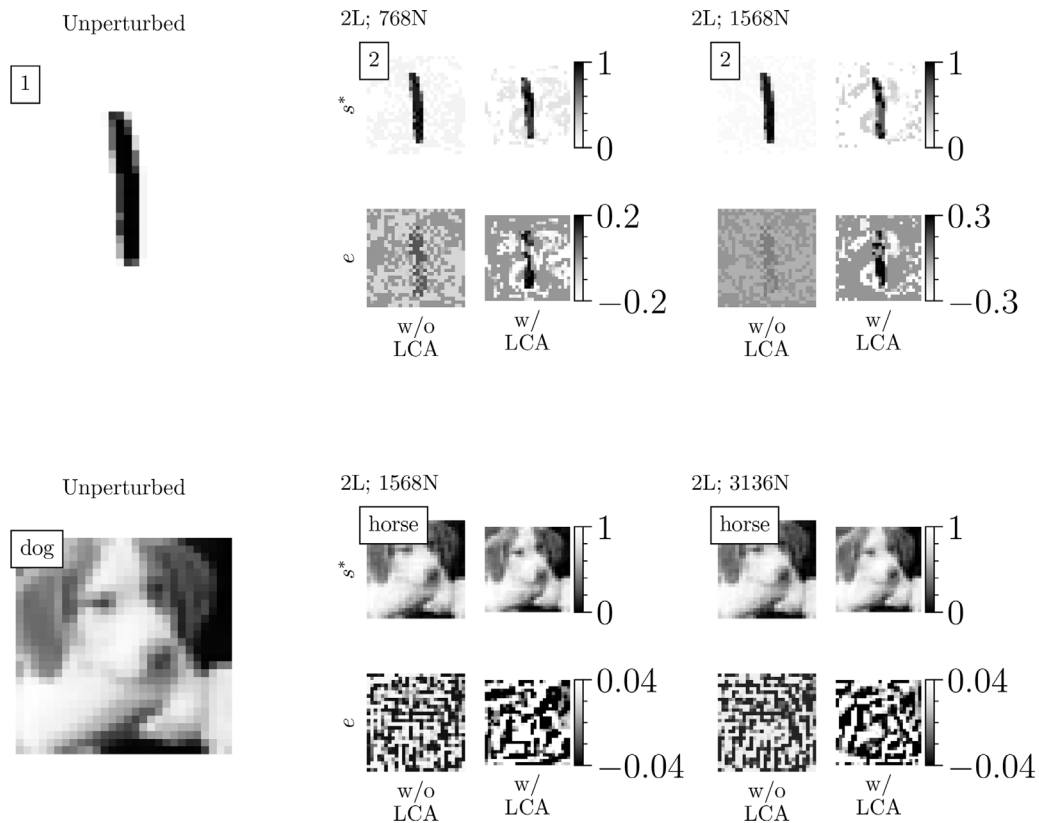 Unperturbed
2L; 768N
2L; 1568N
1
2
2
s*
1
0
1
0
e
0.2
−0.2
0.3
−0.3
w/o
LCA
w/
LCA
w/o
LCA
w/
LCA
Unperturbed
2L; 1568N
2L; 3136N
dog
horse
horse
s*
1
0
1
0
e
0.04
−0.04
0.04
−0.04
w/o
LCA
w/
LCA
w/o
LCA
w/
LCA